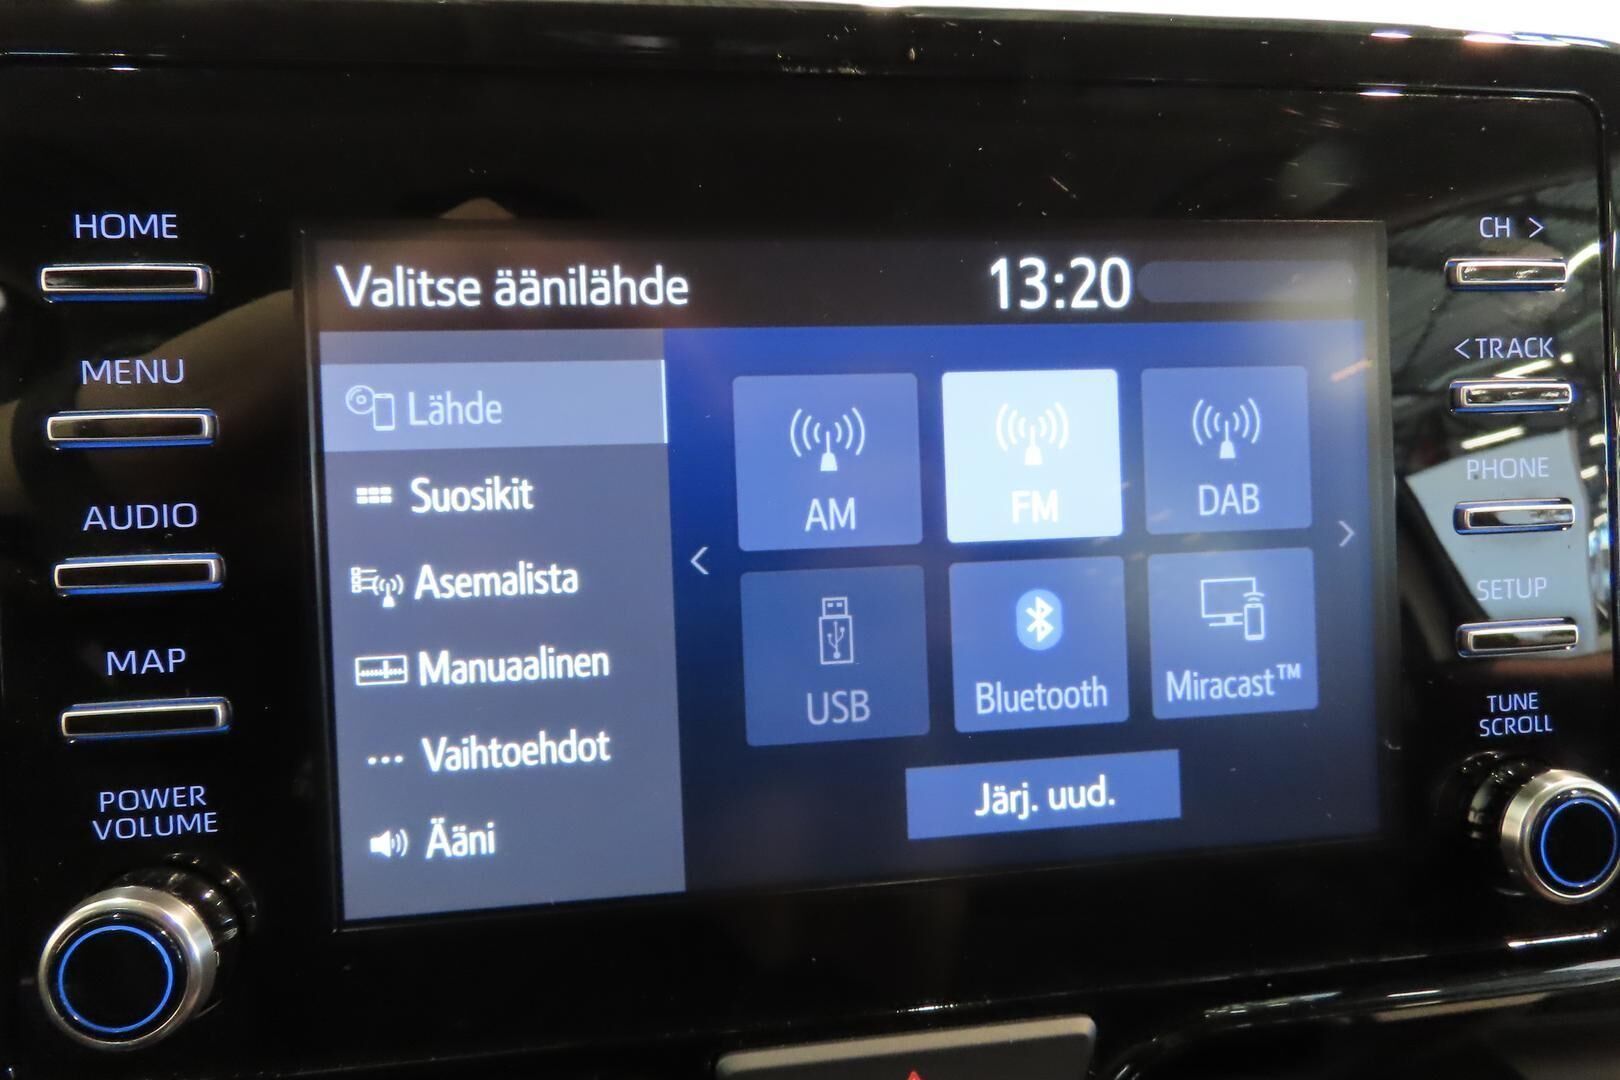 HOME
MENU
AUDIO
MAP
POWER
VOLUME
Valitse äänilähde
13:20
Lähde
Suosikit
Asemalista
Manuaalinen
Vaihtoehdot
Ääni
AM
FM
DAB
USB
Bluetooth
Miracast™
Järj. uud.
CH >
< TRACK
PHONE
SETUP
TUNE
SCROLL